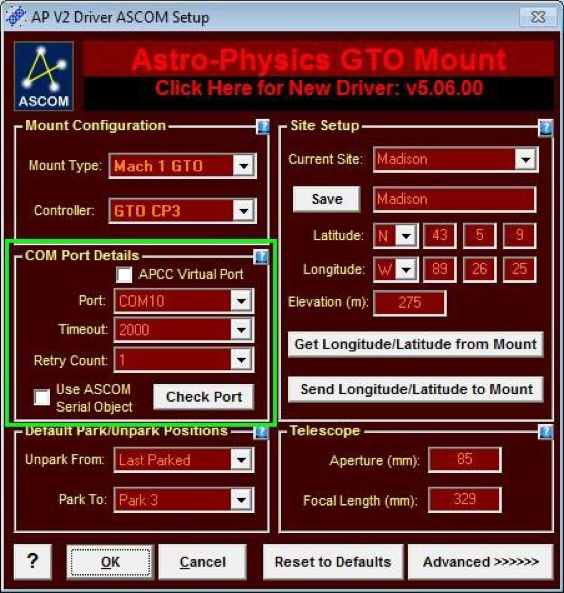 AP V2 Driver ASCOM Setup
ASCOM
Astro-Physics GTO Mount
Click Here for New Driver: v5.06.00
Mount Configuration ?
Mount Type: Mach 1 GTO
Controller: GTO CP3
COM Port Details ?
APCC Virtual Port
Port: COM10
Timeout: 2000
Retry Count: 1
Use ASCOM
Serial Object
Check Port
Default Park/Unpark Positions ?
Unpark From: Last Parked
Park To: Park 3
Site Setup ?
Current Site: Madison
Save Madison
Latitude: N 43 5 9
Longitude: W 89 26 25
Elevation (m): 275
Get Longitude/Latitude from Mount
Send Longitude/Latitude to Mount
Telescope ?
Aperture (mm): 85
Focal Length (mm): 329
? OK Cancel Reset to Defaults Advanced >>>>>>